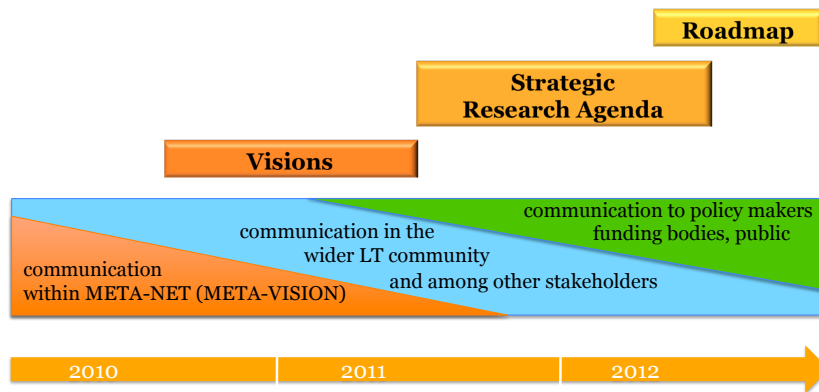 Roadmap
Strategic
Research Agenda
Visions
communication to policy makers
funding bodies, public
communication in the
wider LT community
and among other stakeholders
communication
within META-NET (META-VISION)
2010
2011
2012